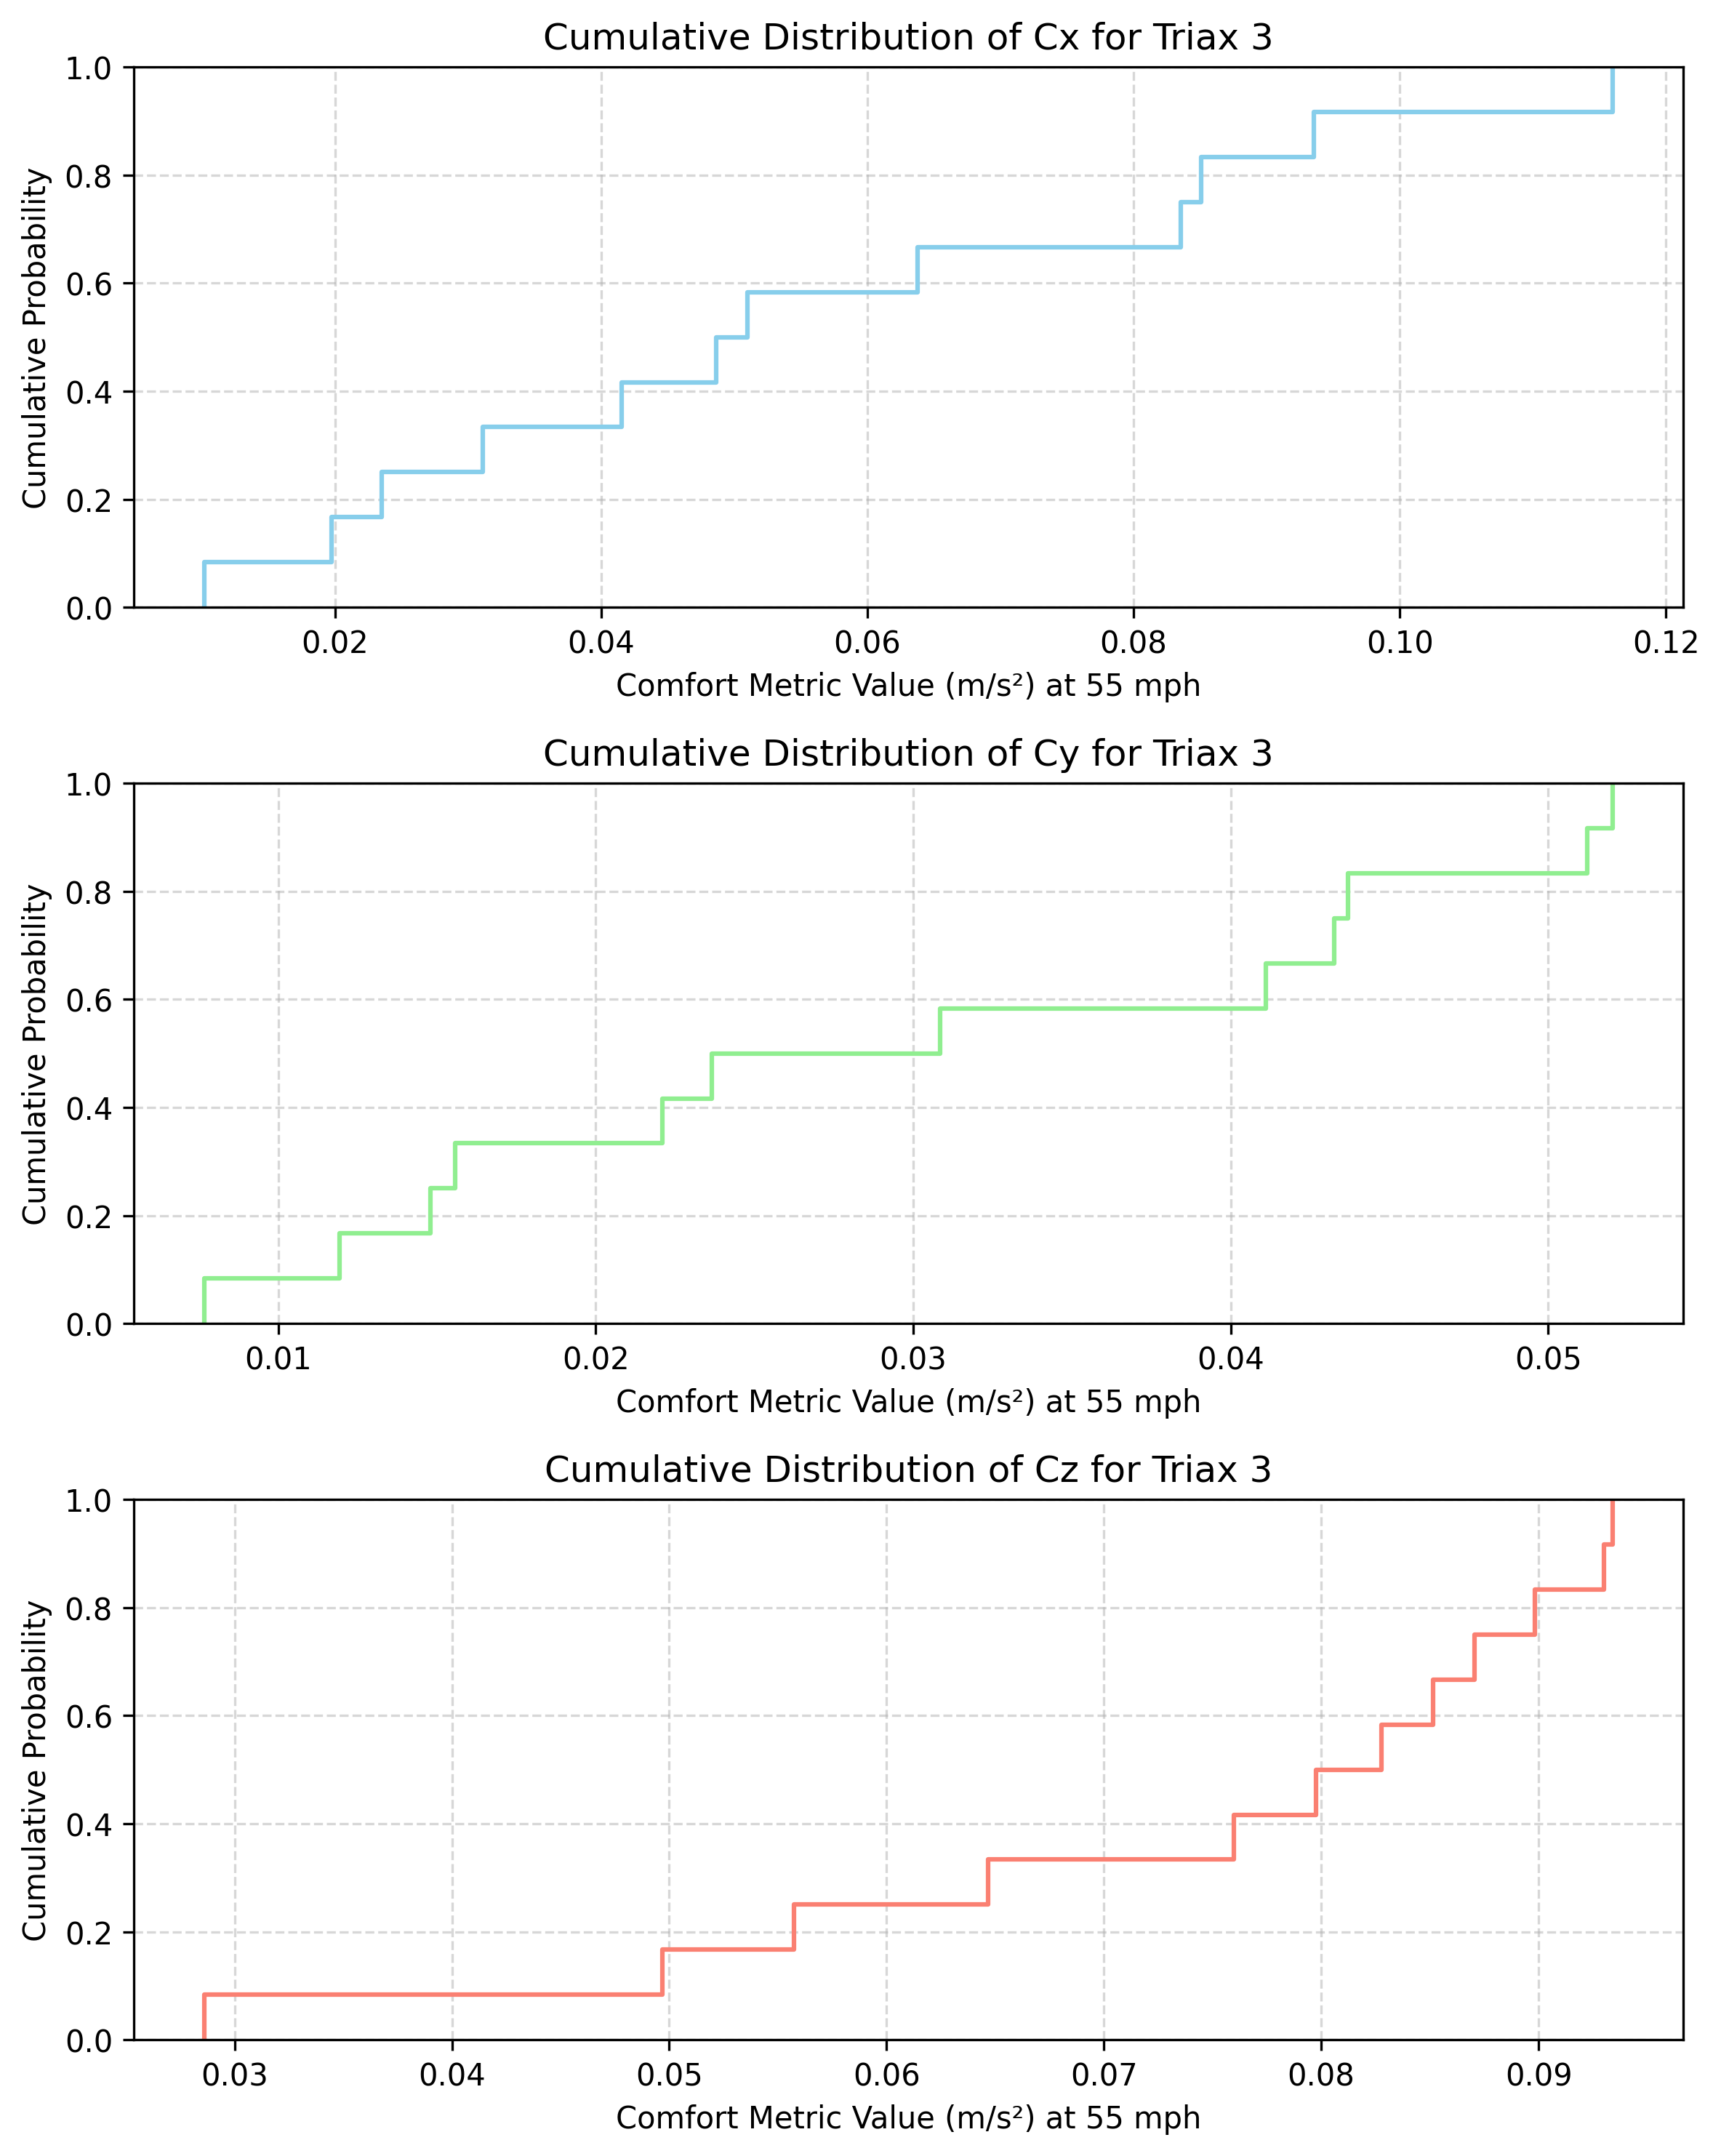 Cumulative Distribution of Cx for Triax 3
1.0
0.8
0.6
0.4
0.2
0.0
Cumulative Probability
0.02 0.04 0.06 0.08 0.10 0.12
Comfort Metric Value (m/s²) at 55 mph
Cumulative Distribution of Cy for Triax 3
1.0
0.8
0.6
0.4
0.2
0.0
Cumulative Probability
0.01 0.02 0.03 0.04 0.05
Comfort Metric Value (m/s²) at 55 mph
Cumulative Distribution of Cz for Triax 3
1.0
0.8
0.6
0.4
0.2
0.0
Cumulative Probability
0.03 0.04 0.05 0.06 0.07 0.08 0.09
Comfort Metric Value (m/s²) at 55 mph